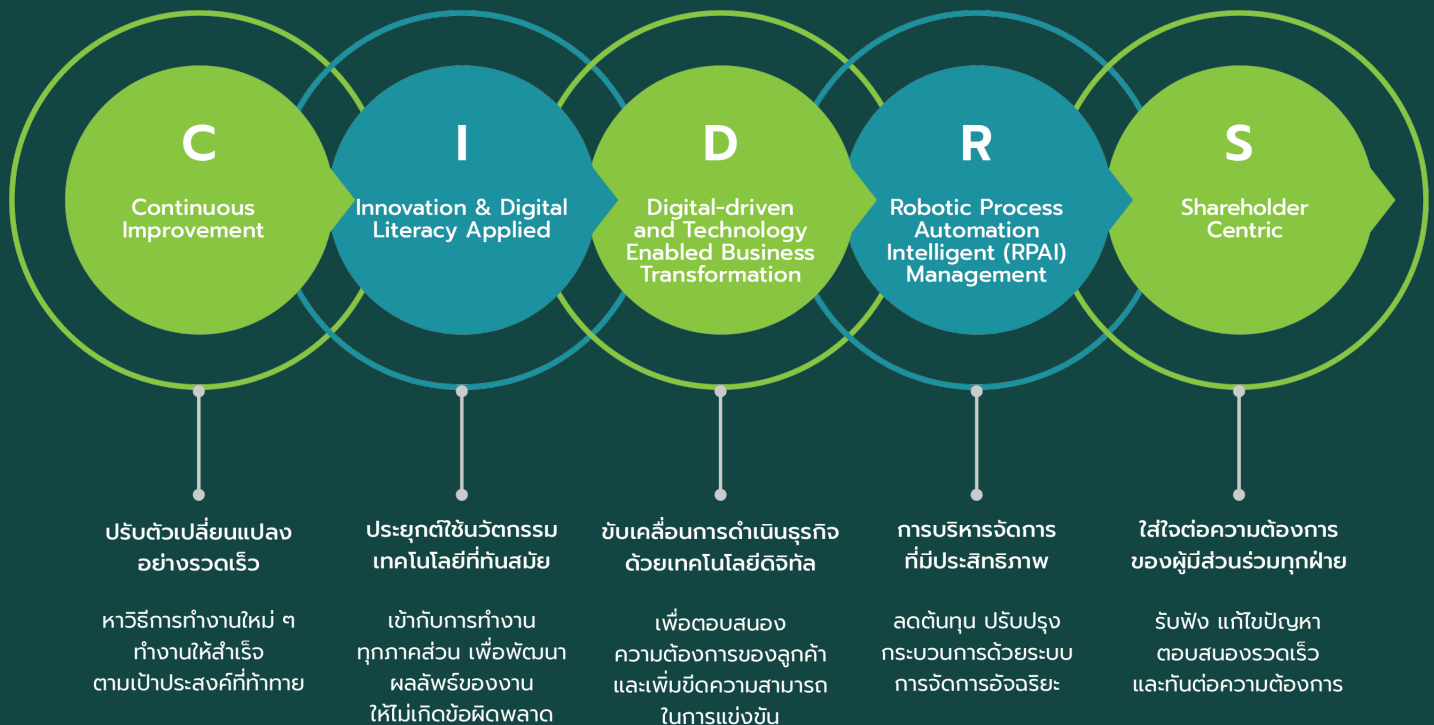 C
Continuous
Improvement
I
Innovation & Digital
Literacy Applied
D
Digital-driven
and Technology
Enabled Business
Transformation
R
Robotic Process
Automation
Intelligent (RPAI)
Management
S
Shareholder
Centric
ปรับตัวเปลี่ยนแปลง
อย่างรวดเร็ว
หาวิธีการทำงานใหม่ ๆ
ทำงานให้สำเร็จ
ตามเป้าประสงค์ที่ท้าทาย
ประยุกต์ใช้นวัตกรรม
เทคโนโลยีที่ทันสมัย
เข้ากับการทำงาน
ทุกภาคส่วน เพื่อพัฒนา
ผลลัพธ์ของงาน
ให้ไม่เกิดข้อผิดพลาด
ขับเคลื่อนการดำเนินธุรกิจ
ด้วยเทคโนโลยีดิจิทัล
เพื่อตอบสนอง
ความต้องการของลูกค้า
และเพิ่มขีดความสามารถ
ในการแข่งขัน
การบริหารจัดการ
ที่มีประสิทธิภาพ
ลดต้นทุน ปรับปรุง
กระบวนการด้วยระบบ
การจัดการอัจฉริยะ
ใส่ใจต่อความต้องการ
ของผู้มีส่วนร่วมทุกฝ่าย
รับฟัง แก้ไขปัญหา
ตอบสนองรวดเร็ว
และทันต่อความต้องการ